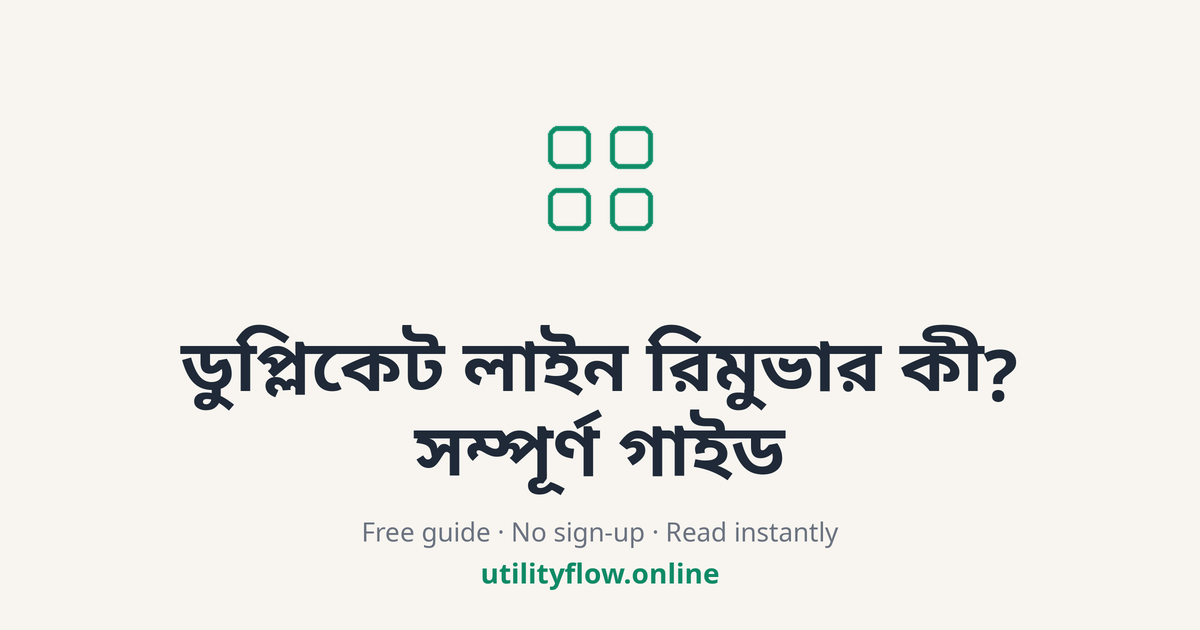 ডুপ্লিকেট লাইন রিমুভার কী?
সম্পূর্ণ গাইড
Free guide · No sign-up · Read instantly
utilityflow.online